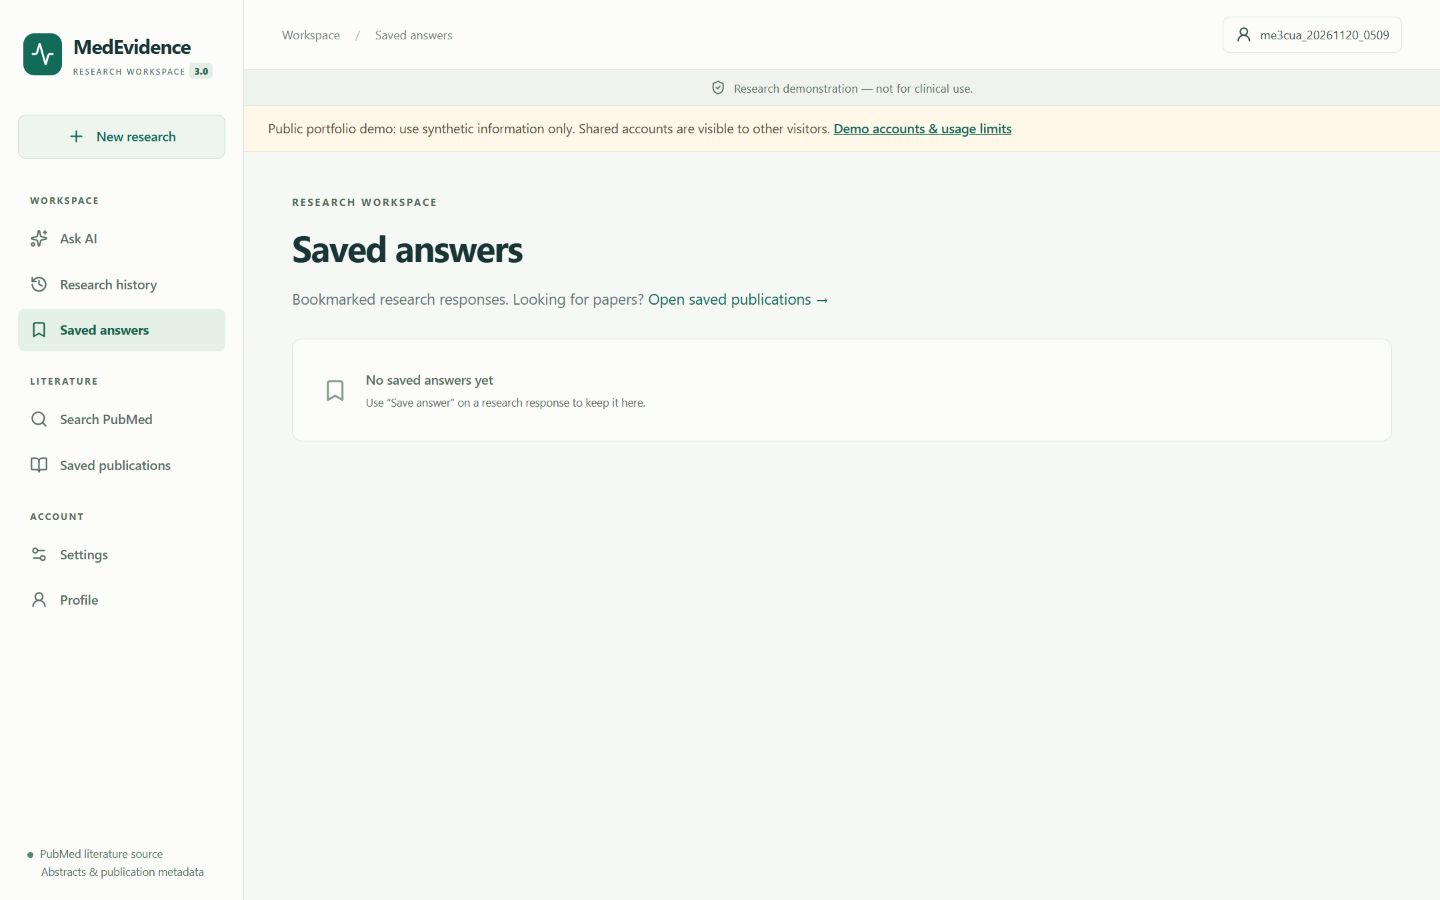 MedEvidence
RESEARCH WORKSPACE 3.0
New research
WORKSPACE
Ask AI
Research history
Saved answers
LITERATURE
Search PubMed
Saved publications
ACCOUNT
Settings
Profile
PubMed literature source
Abstracts & publication metadata
Workspace / Saved answers
me3cua_20261120_0509
Research demonstration — not for clinical use.
Public portfolio demo: use synthetic information only. Shared accounts are visible to other visitors. Demo accounts & usage limits
RESEARCH WORKSPACE
Saved answers
Bookmarked research responses. Looking for papers? Open saved publications →
No saved answers yet
Use “Save answer” on a research response to keep it here.